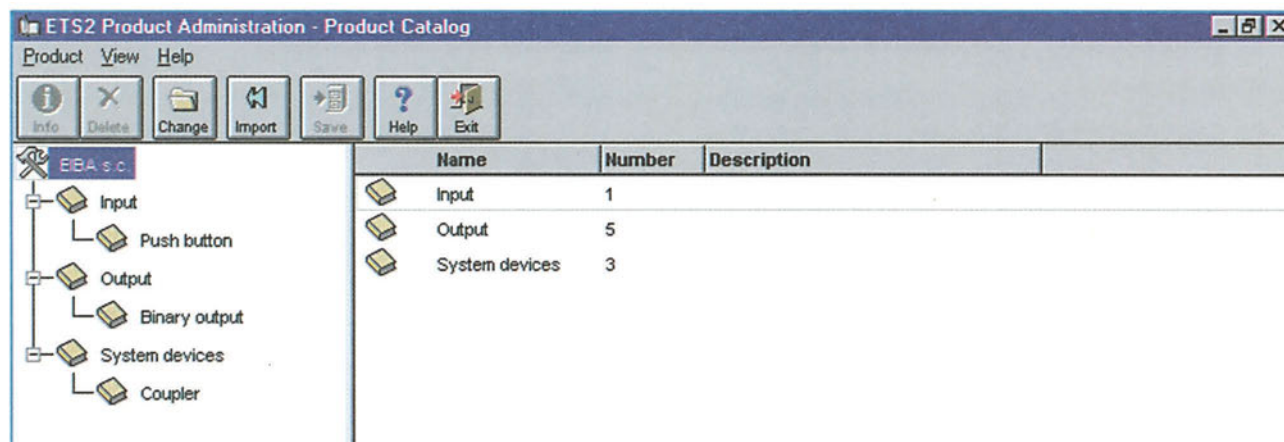 ETS2 Product Administration - Product Catalog
Product View Help
Info Delete Change Import Save Help Exit
EIBA s.c.
Input
Push button
Output
Binary output
System devices
Coupler
Name Number Description
Input 1
Output 5
System devices 3